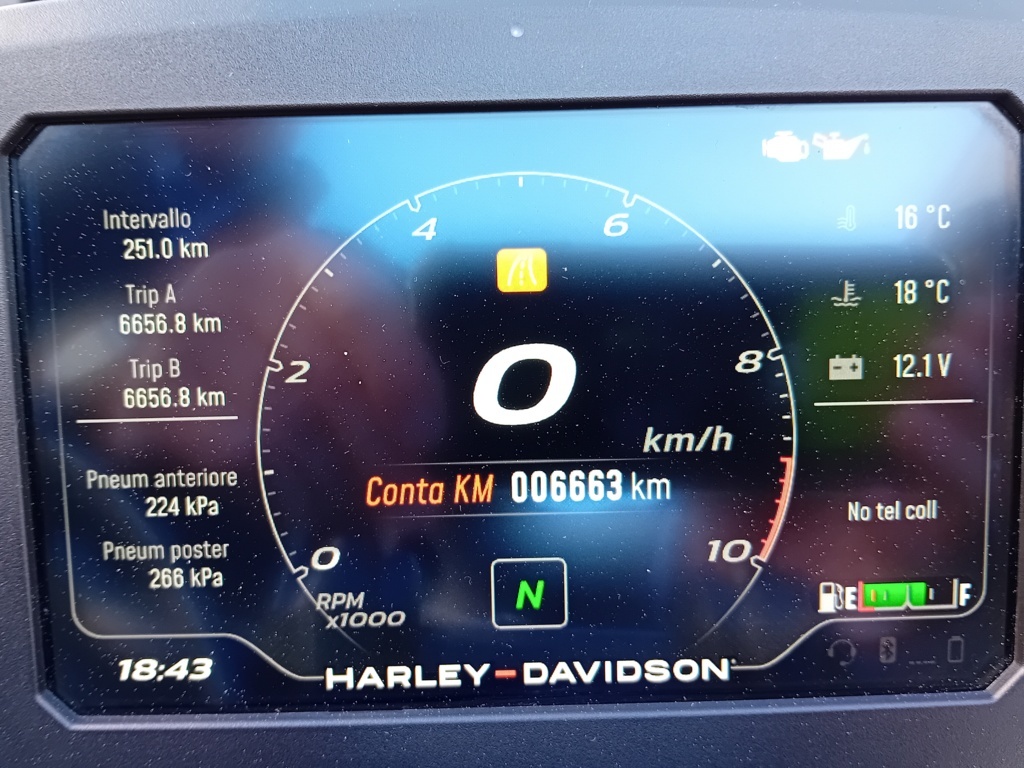 Intervallo
251.0 km
Trip A
6656.8 km
Trip B
6656.8 km
Pneum anteriore
224 kPa
Pneum poster
266 kPa
18:43
0
2
4
6
8
10
RPM
x1000
0
km/h
Conta KM 006663 km
N
HARLEY-DAVIDSON
16 °C
18 °C
12.1 V
No tel coll
E F